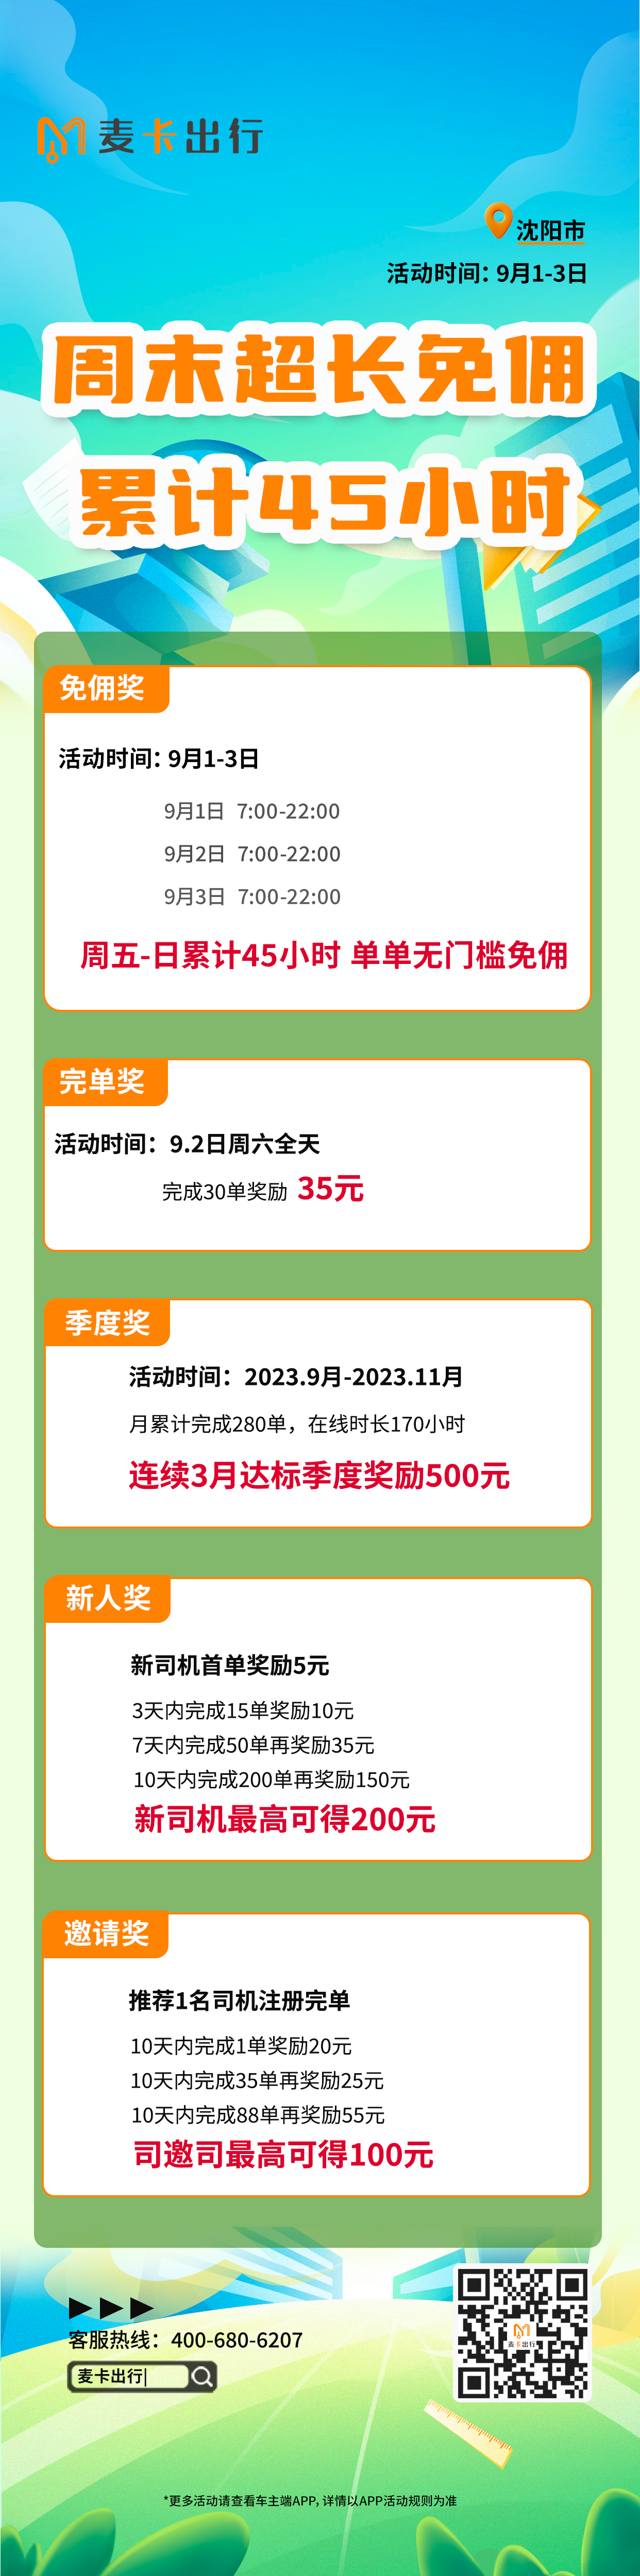 麦卡出行
沈阳市
活动时间：9月1-3日
周末超长免佣
累计45小时
免佣奖
活动时间：9月1-3日
9月1日 7:00-22:00
9月2日 7:00-22:00
9月3日 7:00-22:00
周五-日累计45小时 单单无门槛免佣
完单奖
活动时间：9.2日周六全天
完成30单奖励 35元
季度奖
活动时间：2023.9月-2023.11月
月累计完成280单，在线时长170小时
连续3月达标季度奖励500元
新人奖
新司机首单奖励5元
3天内完成15单奖励10元
7天内完成50单再奖励35元
10天内完成200单再奖励150元
新司机最高可得200元
邀请奖
推荐1名司机注册完单
10天内完成1单奖励20元
10天内完成35单再奖励25元
10天内完成88单再奖励55元
司邀司最高可得100元
客服热线：400-680-6207
麦卡出行|
麦卡出行
*更多活动请查看车主端APP，详情以APP活动规则为准